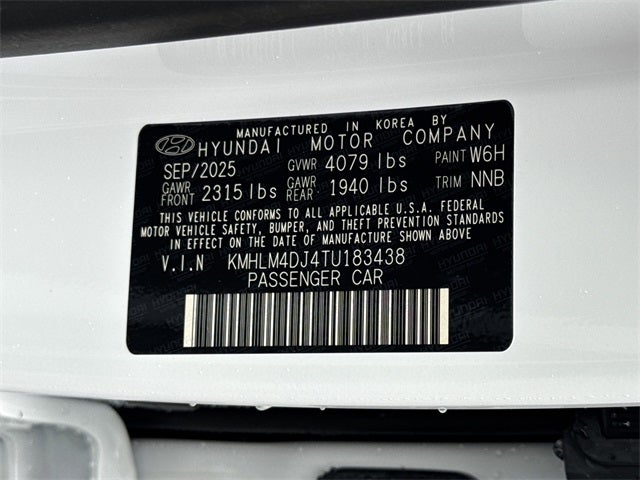 MANUFACTURED IN KOREA BY
HYUNDAI MOTOR COMPANY
SEP/2025 GVWR 4079 lbs PAINT W6H
GAWR FRONT 2315 lbs GAWR REAR: 1940 lbs TRIM NNB
THIS VEHICLE CONFORMS TO ALL APPLICABLE U.S.A. FEDERAL
MOTOR VEHICLE SAFETY, BUMPER, AND THEFT PREVENTION STANDARDS
IN EFFECT ON THE DATE OF MANUFACTURE SHOWN ABOVE
V.I.N KMHLM4DJ4TU183438
PASSENGER CAR